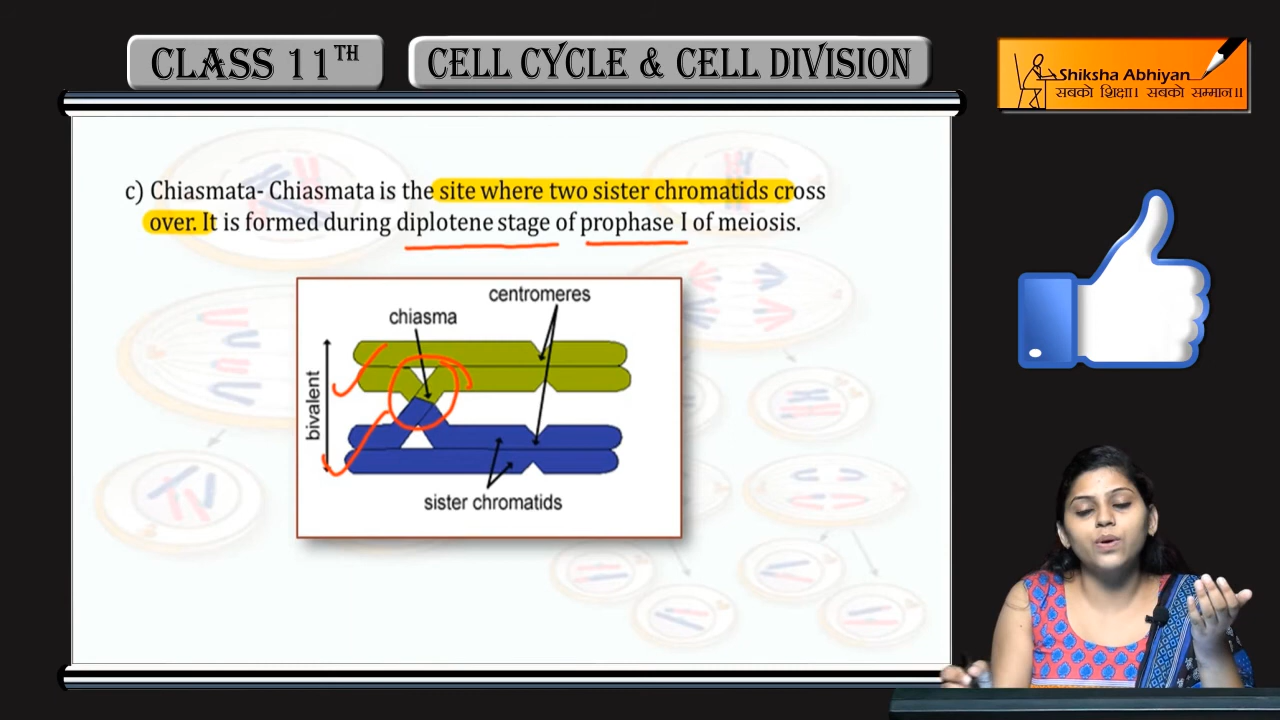 CLASS 11TH
CELL CYCLE & CELL DIVISION
Shiksha Abhiyan
सबको शिक्षा। सबको सम्मान॥
c) Chiasmata- Chiasmata is the site where two sister chromatids cross
over. It is formed during diplotene stage of prophase I of meiosis.
centromeres
chiasma
bivalent
sister chromatids